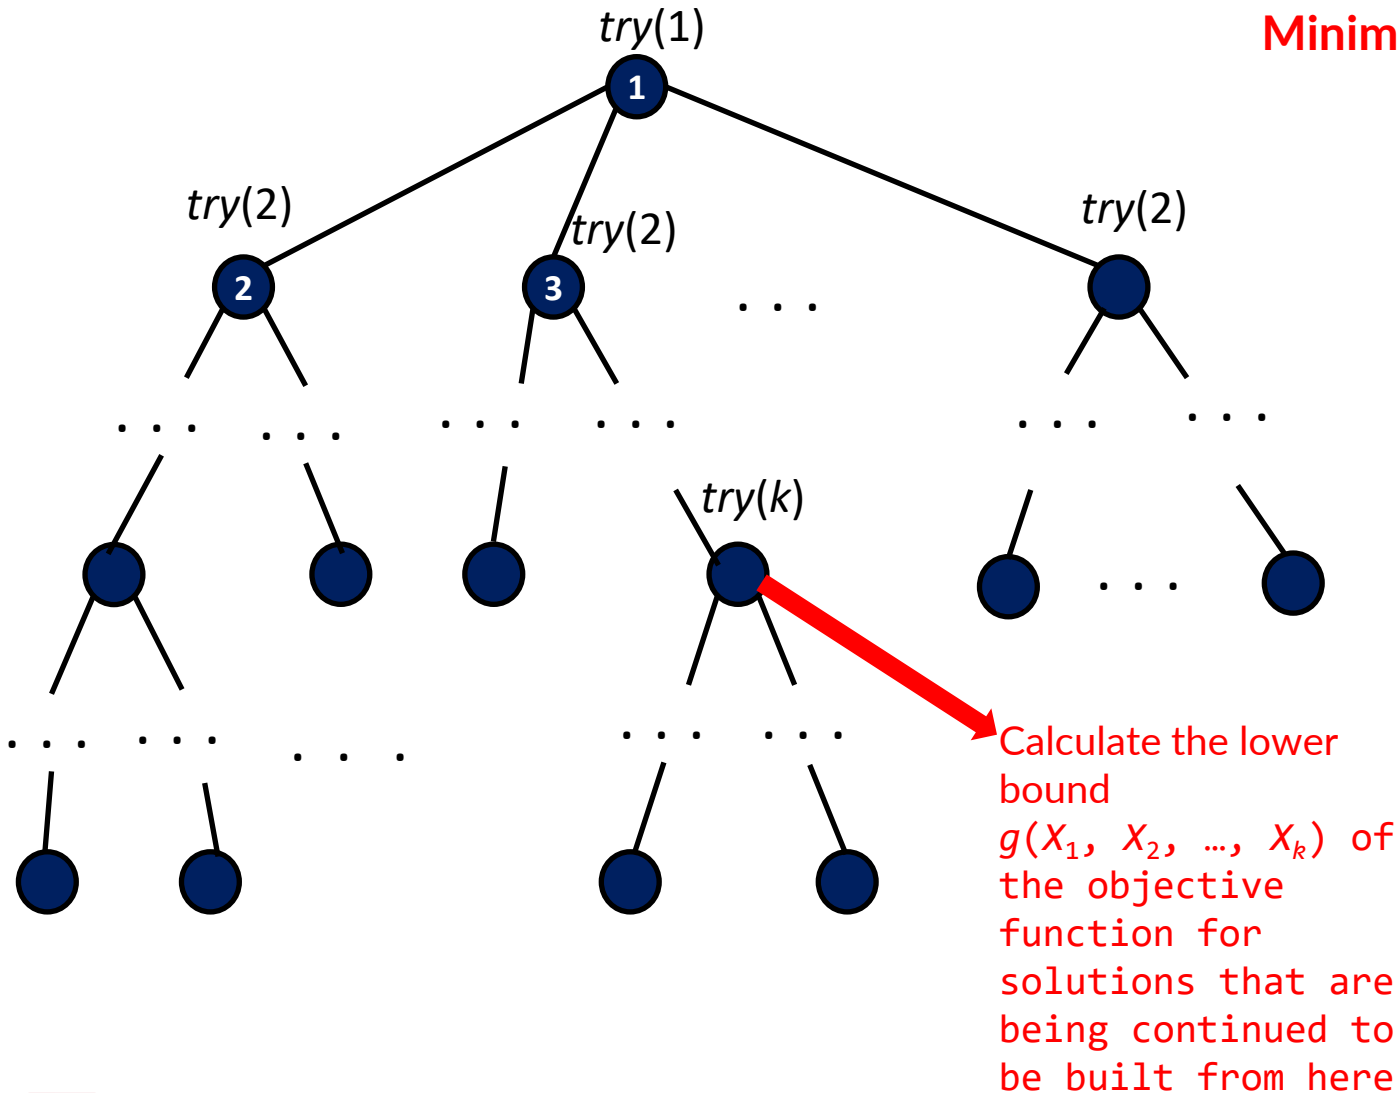 try(1)
Minim
1
try(2)
try(2)
try(2)
2
3
. . .
. . .
. . .
. . .
. . .
. . .
. . .
try(k)
. . .
. . .
. . .
. . .
. . .
. . .
Calculate the lower
bound
g(X₁, X₂, …, Xₖ) of
the objective
function for
solutions that are
being continued to
be built from here